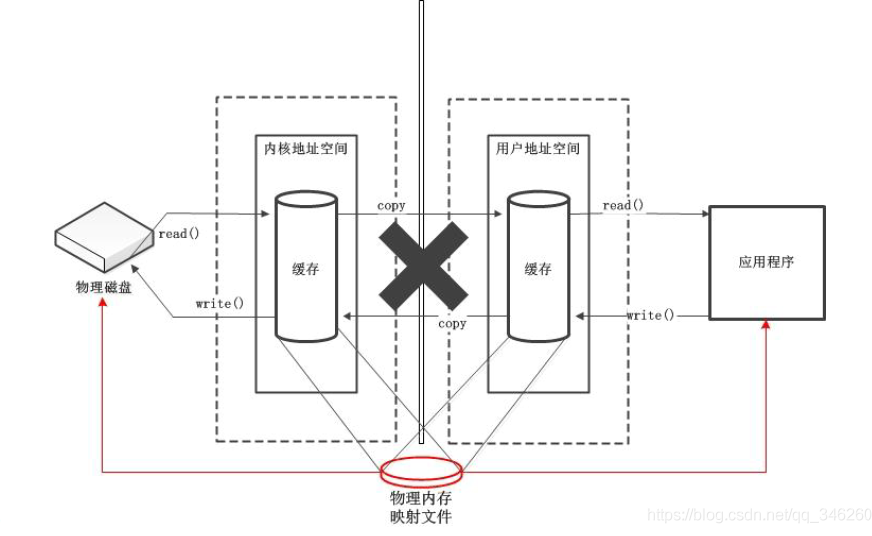 内核地址空间
用户地址空间
copy
read()
read()
缓存
缓存
应用程序
物理磁盘
write()
copy
write()
物理内存
映射文件
https://blog.csdn.net/qq_346260